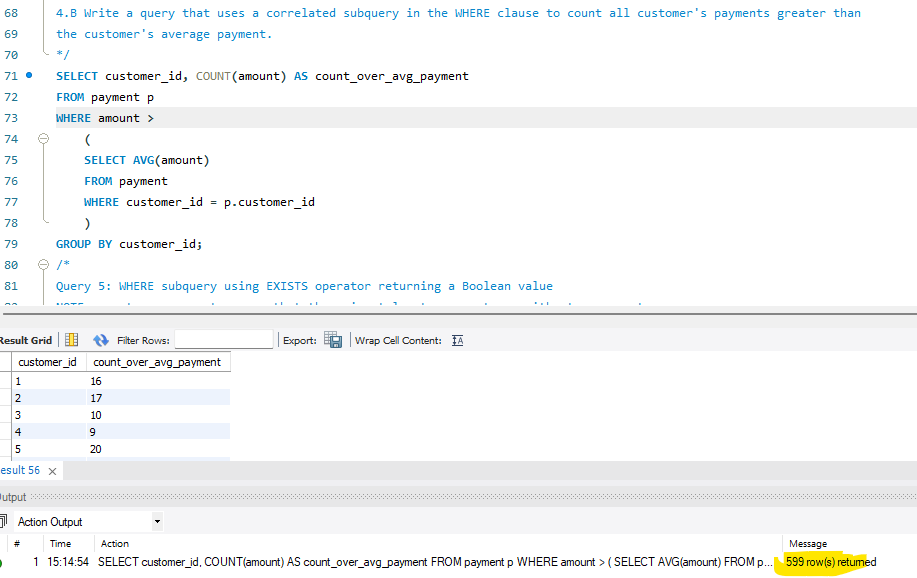 68 4.B Write a query that uses a correlated subquery in the WHERE clause to count all customer's payments greater than
69 the customer's average payment.
70 */
71 SELECT customer_id, COUNT(amount) AS count_over_avg_payment
72 FROM payment p
73 WHERE amount >
74 (
75 SELECT AVG(amount)
76 FROM payment
77 WHERE customer_id = p.customer_id
78 )
79 GROUP BY customer_id;
80 /*
81 Query 5: WHERE subquery using EXISTS operator returning a Boolean value
Result Grid Filter Rows: Export: Wrap Cell Content:
customer_id count_over_avg_payment
1 16
2 17
3 10
4 9
5 20
esult 56
Output
Action Output
# Time Action Message
1 15:14:54 SELECT customer_id, COUNT(amount) AS count_over_avg_payment FROM payment p WHERE amount > ( SELECT AVG(amount) FROM p... 599 row(s) returned